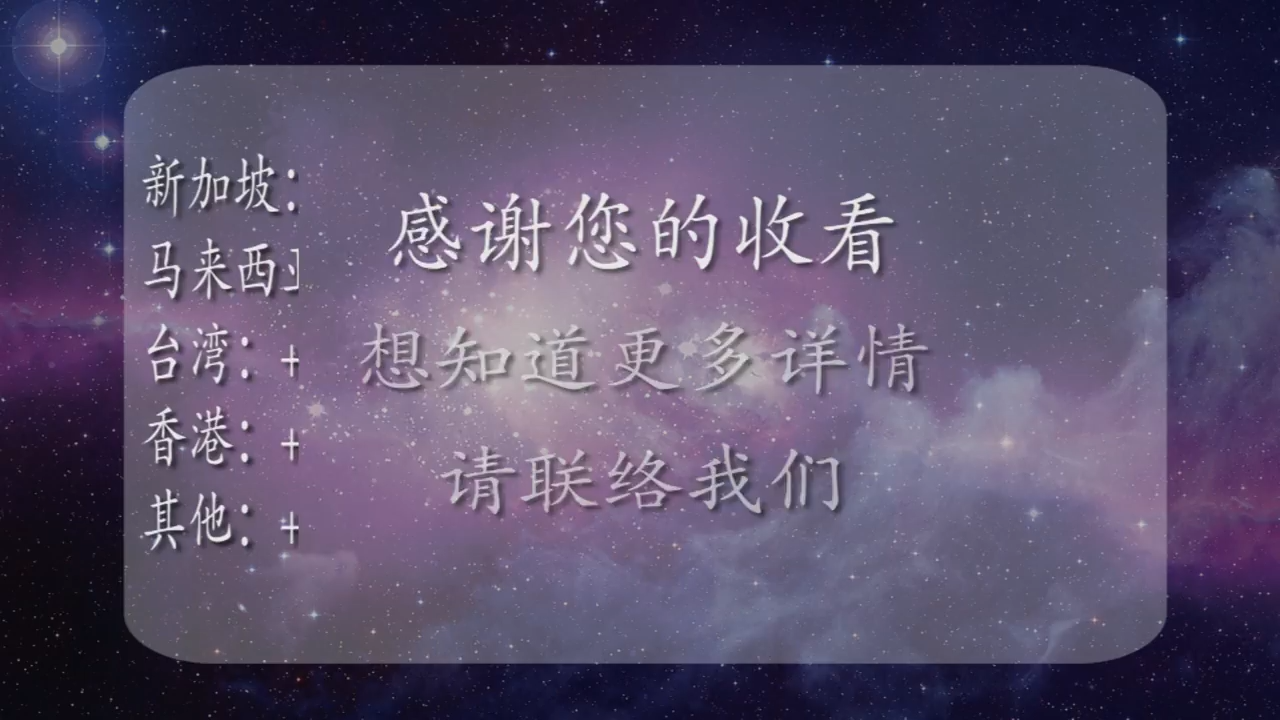 新加坡：
马来西
台湾：+
香港：+
其他：+
感谢您的收看
想知道更多详情
请联络我们